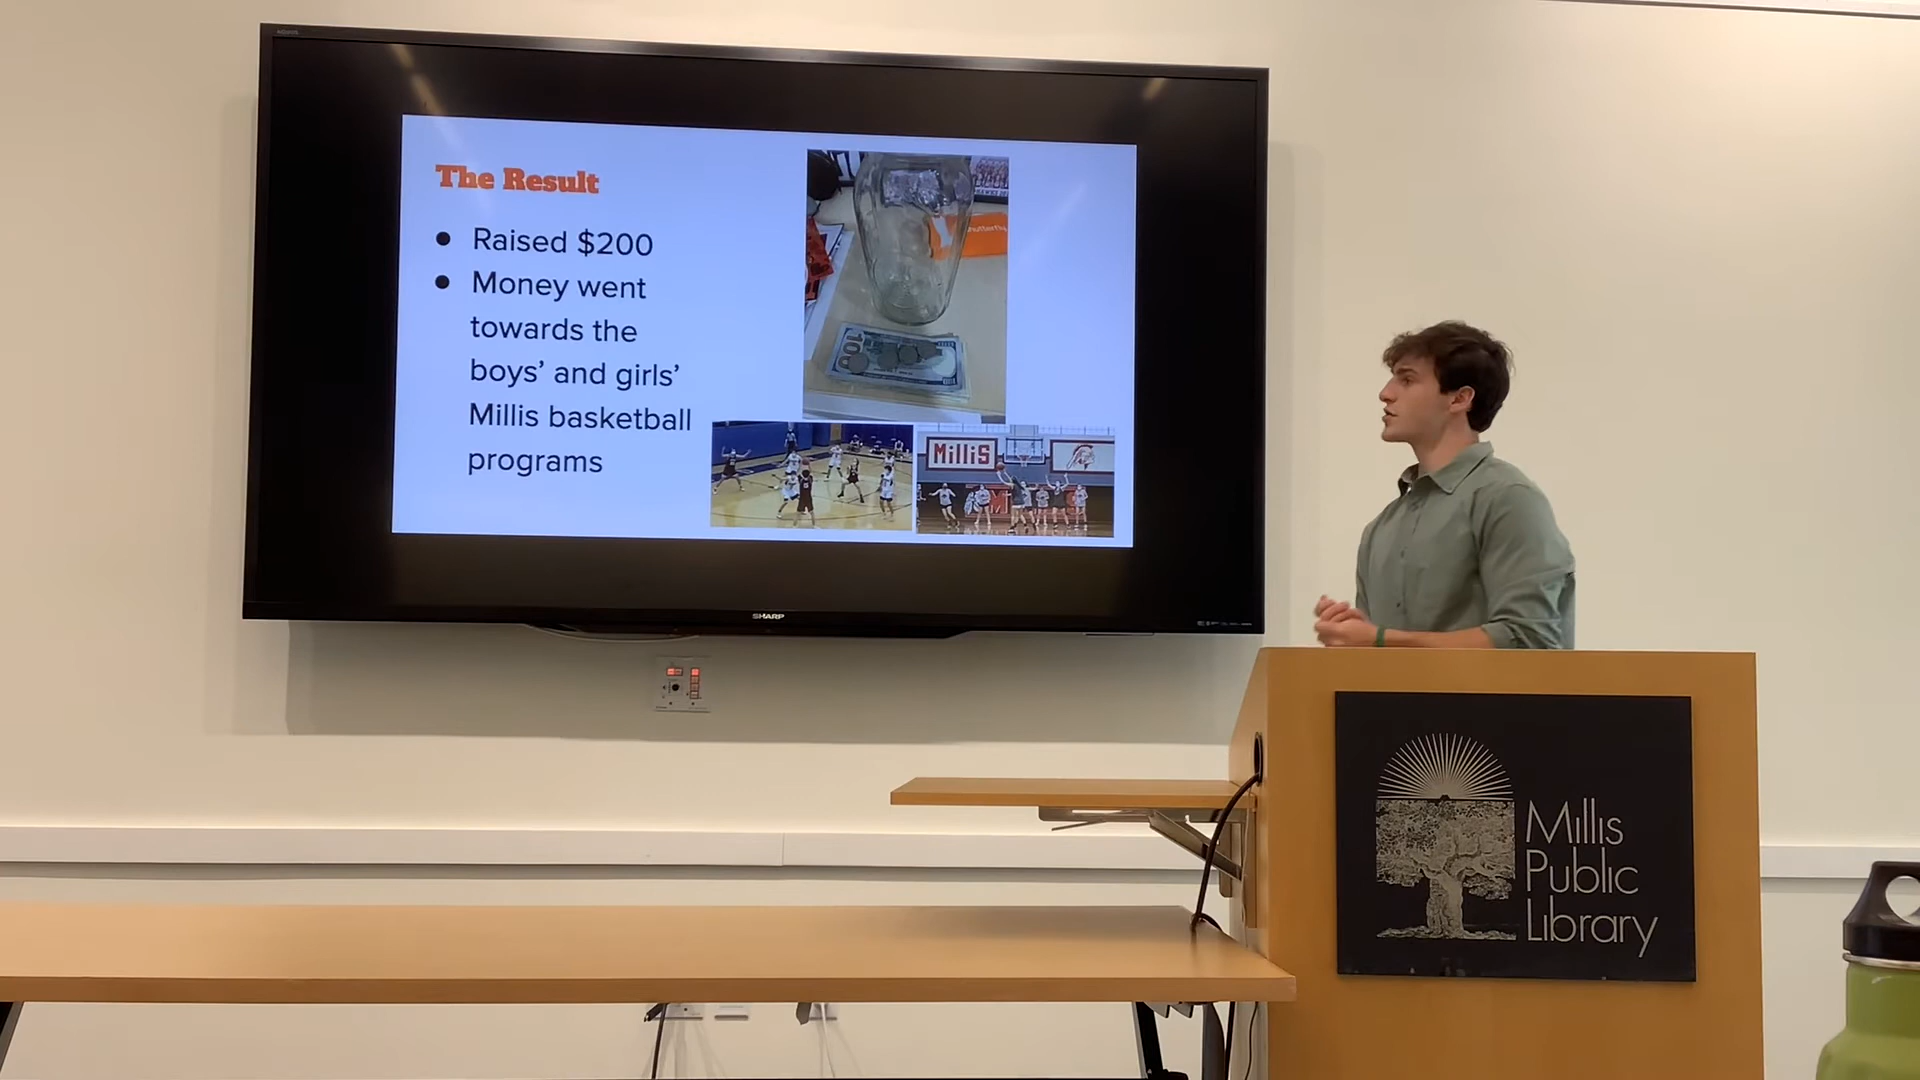 The Result
● Raised $200
● Money went
towards the
boys’ and girls’
Millis basketball
programs
100
MilliS
M
SHARP
Millis
Public
Library